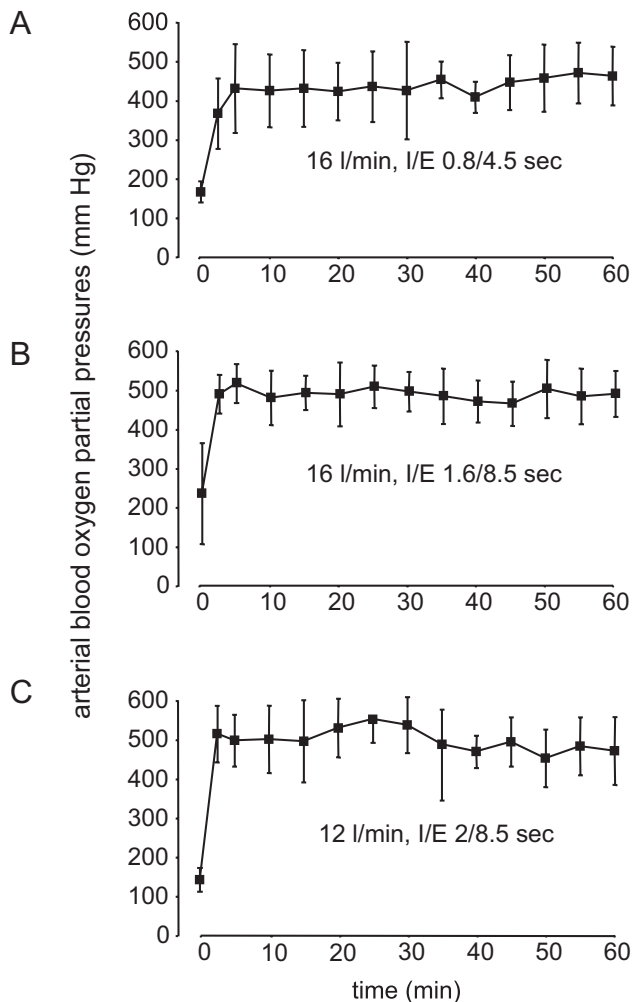 A
600
500
400
300
200
100
0
16 l/min, I/E 0.8/4.5 sec
0 10 20 30 40 50 60
arterial blood oxygen partial pressures (mm Hg)
B
600
500
400
300
200
100
0
16 l/min, I/E 1.6/8.5 sec
0 10 20 30 40 50 60
C
600
500
400
300
200
100
0
12 l/min, I/E 2/8.5 sec
0 10 20 30 40 50 60
time (min)